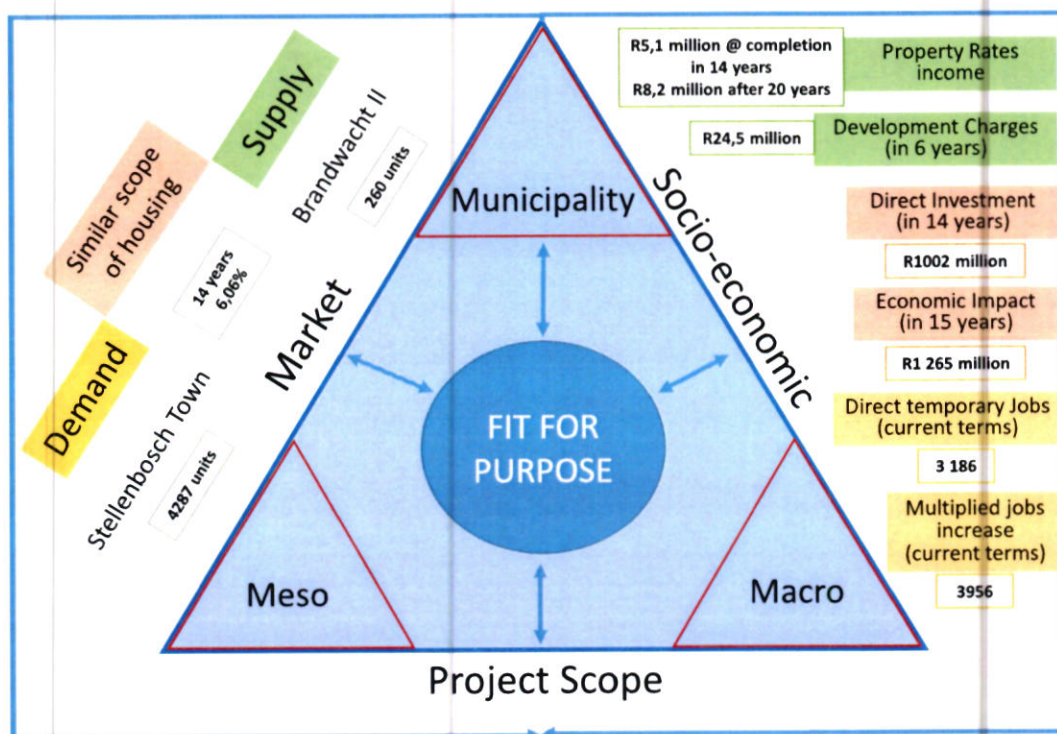 Supply
Brandwacht II
260 units
Similar scope
of housing
14 years
6,06%
Demand
Stellenbosch Town
4287 units
Market
Municipality
Socio-economic
FIT FOR
PURPOSE
Meso
Macro
Project Scope
R5,1 million @ completion
in 14 years
R8,2 million after 20 years
Property Rates
income
R24,5 million
Development Charges
(in 6 years)
Direct Investment
(in 14 years)
R1002 million
Economic Impact
(in 15 years)
R1 265 million
Direct temporary Jobs
(current terms)
3 186
Multiplied jobs
increase
(current terms)
3956